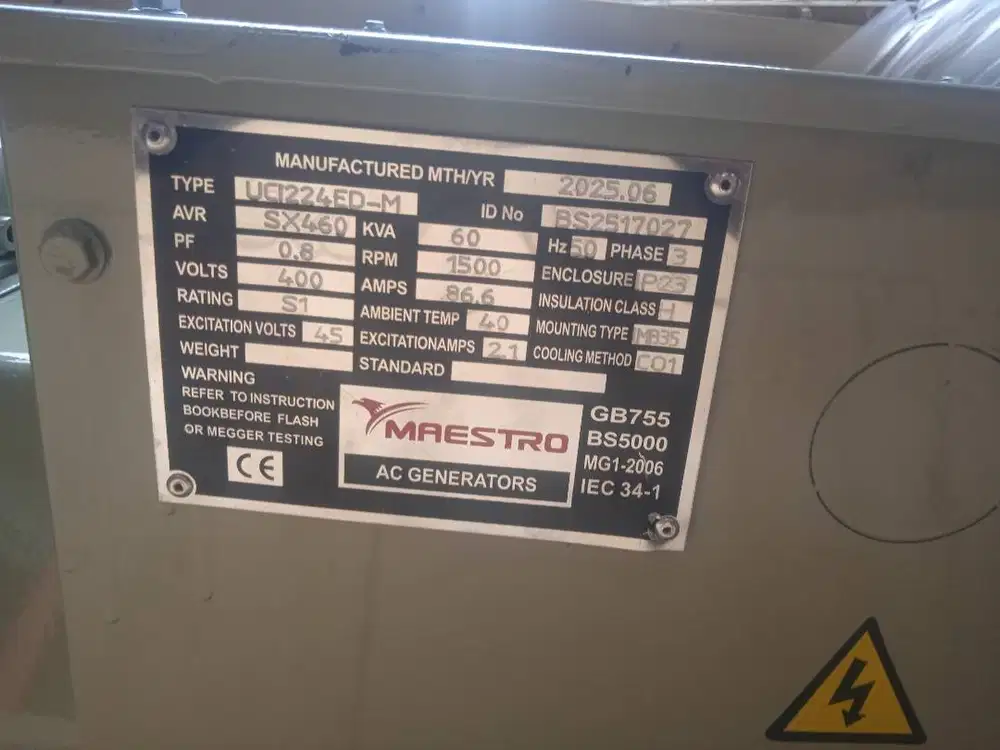 MANUFACTURED MTH/YR 2025.06
TYPE UCI224ED-M ID No BS2517027
AVR SX460 KVA 60 Hz 50 PHASE 3
PF 0.8 RPM 1500 ENCLOSURE IP23
VOLTS 400 AMPS 86.6 INSULATION CLASS H
RATING S1 AMBIENT TEMP 40 MOUNTING TYPE MB35
EXCITATION VOLTS 45 EXCITATIONAMPS 2.1 COOLING METHOD C01
WEIGHT STANDARD
WARNING
REFER TO INSTRUCTION
BOOKBEFORE FLASH
OR MEGGER TESTING
CE
MAESTRO
AC GENERATORS
GB755
BS5000
MG1-2006
IEC 34-1